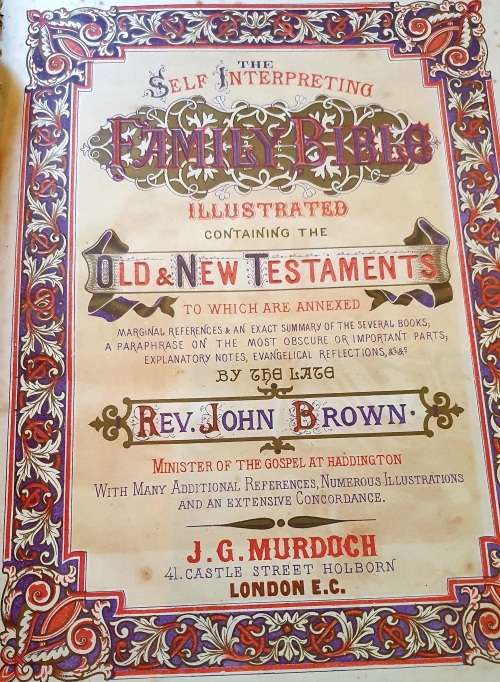 THE
SELF INTERPRETING
FAMILY BIBLE
ILLUSTRATED
CONTAINING THE
OLD & NEW TESTAMENTS
TO WHICH ARE ANNEXED
MARGINAL REFERENCES & AN EXACT SUMMARY OF THE SEVERAL BOOKS,
A PARAPHRASE ON THE MOST OBSCURE OR IMPORTANT PARTS,
EXPLANATORY NOTES, EVANGELICAL REFLECTIONS, &c &c
BY THE LATE
REV. JOHN BROWN.
MINISTER OF THE GOSPEL AT HADDINGTON
WITH MANY ADDITIONAL REFERENCES, NUMEROUS ILLUSTRATIONS
AND AN EXTENSIVE CONCORDANCE.
J. G. MURDOCH
41. CASTLE STREET HOLBORN
LONDON E.C.